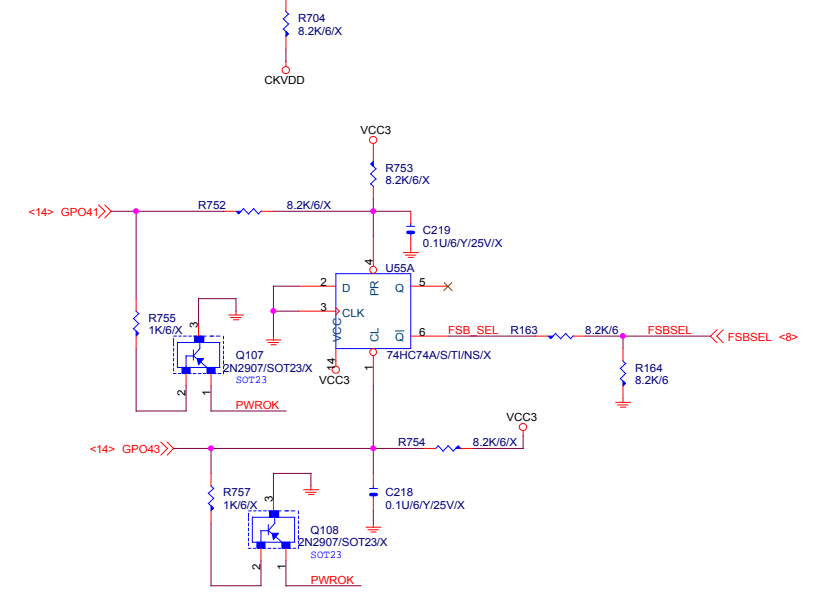 R704
8.2K/6/X
CKVDD
VCC3
R753
8.2K/6/X
<14> GPO41
R752
8.2K/6/X
C219
0.1U/6/Y/25V/X
4
U55A
2
D
PR
Q
5
3
CLK
VCC
CL
Q
6
FSB_SEL
R163
8.2K/6
FSBSEL
FSBSEL <8>
74HC74A/S/TI/NS/X
14
VCC3
1
R164
8.2K/6
R755
1K/6/X
3
Q107
2N2907/SOT23/X
SOT23
2
1
PWROK
VCC3
<14> GPO43
R754
8.2K/6/X
R757
1K/6/X
C218
0.1U/6/Y/25V/X
3
Q108
2N2907/SOT23/X
SOT23
2
1
PWROK